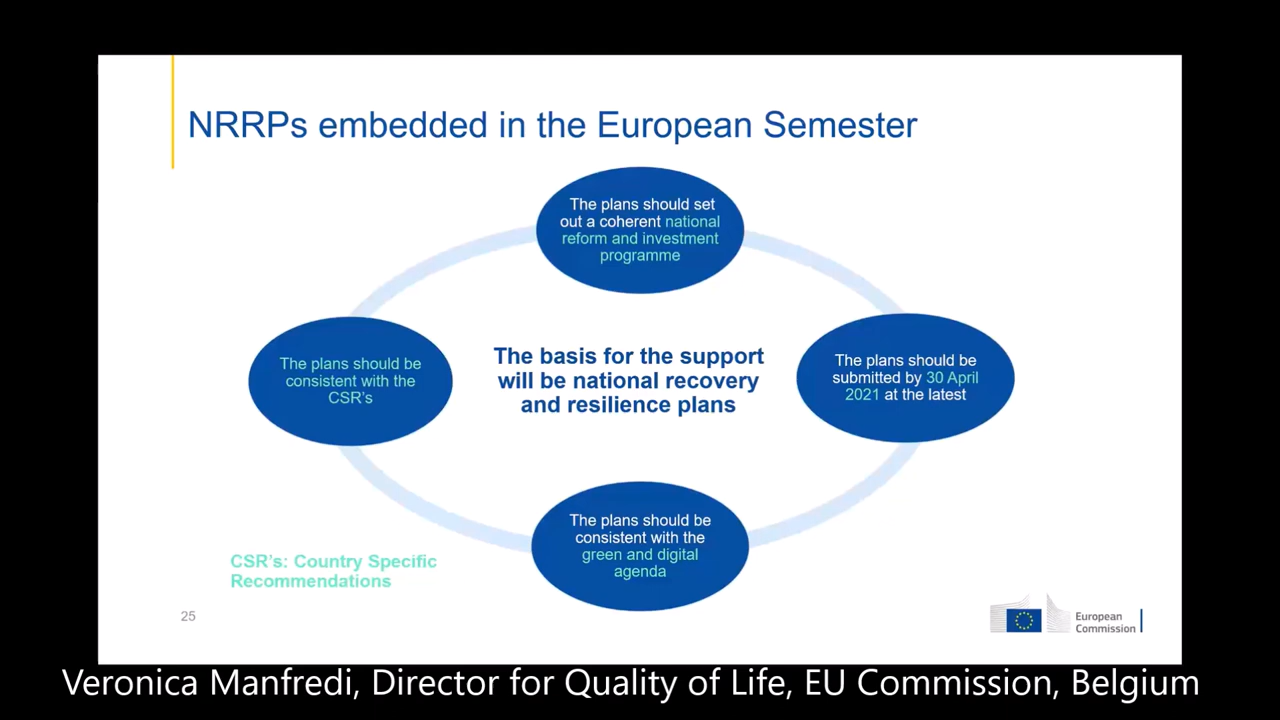 NRRPs embedded in the European Semester
The plans should set
out a coherent national
reform and investment
programme
The plans should be
consistent with the
CSR's
The basis for the support
will be national recovery
and resilience plans
The plans should be
submitted by 30 April
2021 at the latest
The plans should be
consistent with the
green and digital
agenda
CSR's: Country Specific
Recommendations
25
European
Commission
Veronica Manfredi, Director for Quality of Life, EU Commission, Belgium